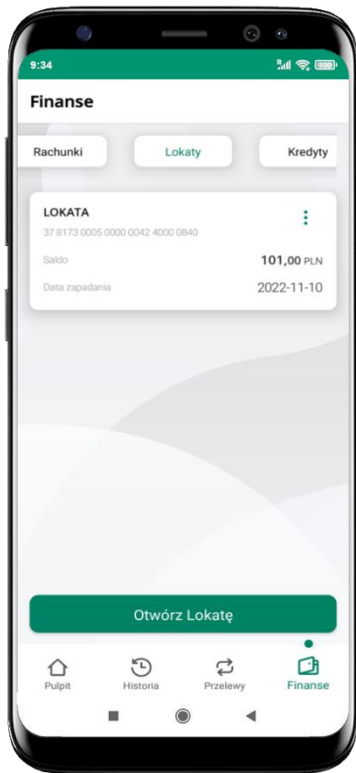 9:34
100
Finanse
Rachunki
Lokaty
Kredyty
LOKATA
37 8173 0005 0000 0042 4000 0840
Saldo 101,00 PLN
Data zapadania 2022-11-10
Otwórz Lokatę
Pulpit Historia Przelewy Finanse